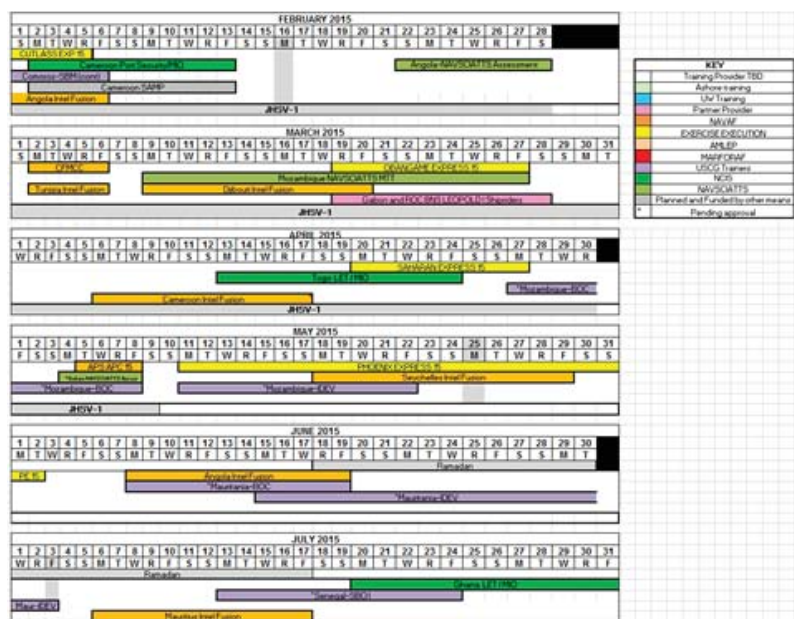 FEBRUARY 2015
1 2 3 4 5 6 7 8 9 10 11 12 13 14 15 16 17 18 19 20 21 22 23 24 25 26 27 28
S M T W R F S S M T W R F S S M T W R F S S M T W R F S
CUTLASS EXP 15
Cameroon Port Security/MIO
Angola-NAVSCIATTS Assessment
Comoros-SBM (cont)
Cameroon SAMP
Angola Intel Fusion
JHSV-1
MARCH 2015
1 2 3 4 5 6 7 8 9 10 11 12 13 14 15 16 17 18 19 20 21 22 23 24 25 26 27 28 29 30 31
S M T W R F S S M T W R F S S M T W R F S S M T W R F S S M T
CFMCC
OBANGAME EXPRESS 15
Mozambique NAVSCIATTS MTT
Tunisia Intel Fusion
Djibouti Intel Fusion
Gabon and ROC BNS LEOPOLD I Shipriders
JHSV-1
APRIL 2015
1 2 3 4 5 6 7 8 9 10 11 12 13 14 15 16 17 18 19 20 21 22 23 24 25 26 27 28 29 30
W R F S S M T W R F S S M T W R F S S M T W R F S S M T W R
SAHARAN EXPRESS 15
Togo LET / MIO
*Mozambique-BOC
Cameroon Intel Fusion
JHSV-1
MAY 2015
1 2 3 4 5 6 7 8 9 10 11 12 13 14 15 16 17 18 19 20 21 22 23 24 25 26 27 28 29 30 31
F S S M T W R F S S M T W R F S S M T W R F S S M T W R F S S
APS APC 15
PHOENIX EXPRESS 15
NAVSCIATTS
Seychelles Intel Fusion
*Mozambique-BOC
*Mozambique-IDEV
JHSV-1
JUNE 2015
1 2 3 4 5 6 7 8 9 10 11 12 13 14 15 16 17 18 19 20 21 22 23 24 25 26 27 28 29 30
M T W R F S S M T W R F S S M T W R F S S M T W R F S S M T
Ramadan
PE 15
Angola Intel Fusion
*Mauritania-BOC
*Mauritania-IDEV
JULY 2015
1 2 3 4 5 6 7 8 9 10 11 12 13 14 15 16 17 18 19 20 21 22 23 24 25 26 27 28 29 30 31
W R F S S M T W R F S S M T W R F S S M T W R F S S M T W R F
Ramadan
Ghana LET / MIO
Maur-IDEV
*Senegal-SBO1
Mauritius Intel Fusion
KEY
Training Provider TBD
Ashore training
UW Training
Partner Provider
NAVAF
EXERCISE EXECUTION
AMLEP
MARFORAF
USCG Trainers
NCIS
NAVSCIATTS
Planned and Funded by other means
* Pending approval